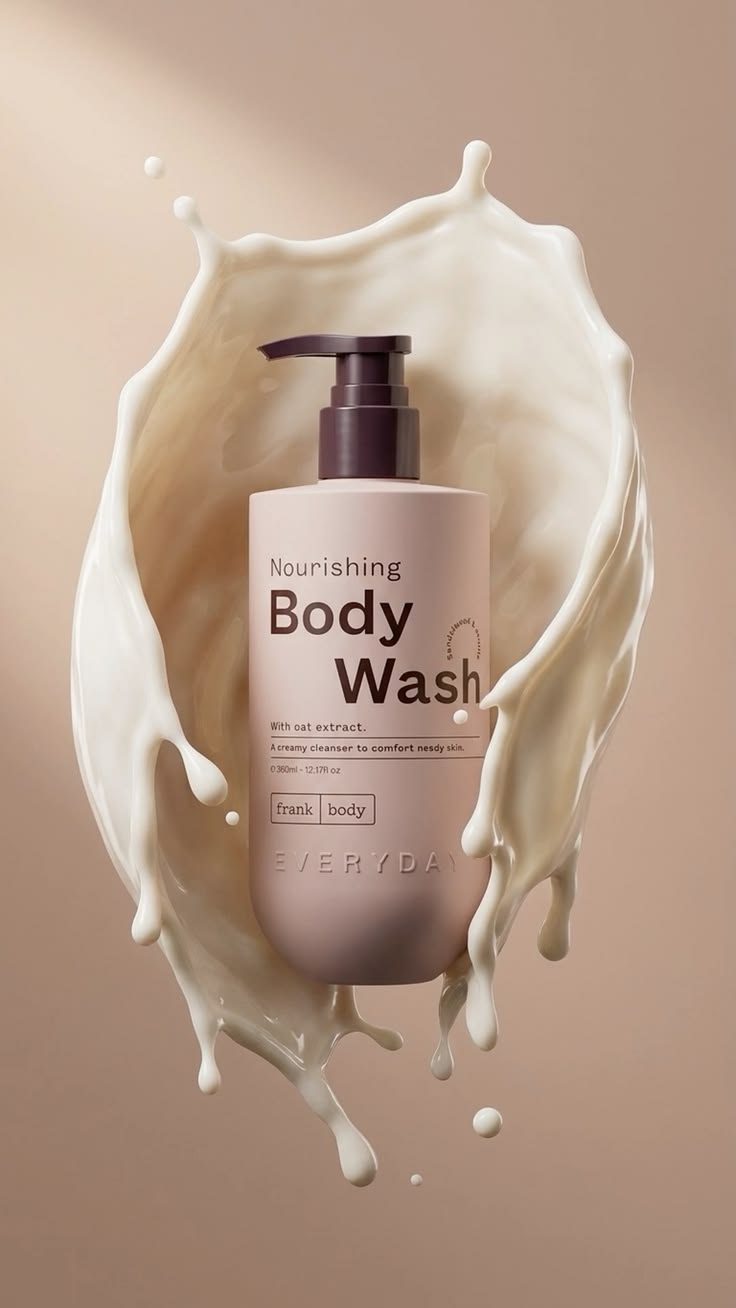 Nourishing
Body
Wash
Sandalwood &
With oat extract.
A creamy cleanser to comfort nesdy skin.
℮360ml - 12.17fl oz
frank body
EVERYDAY